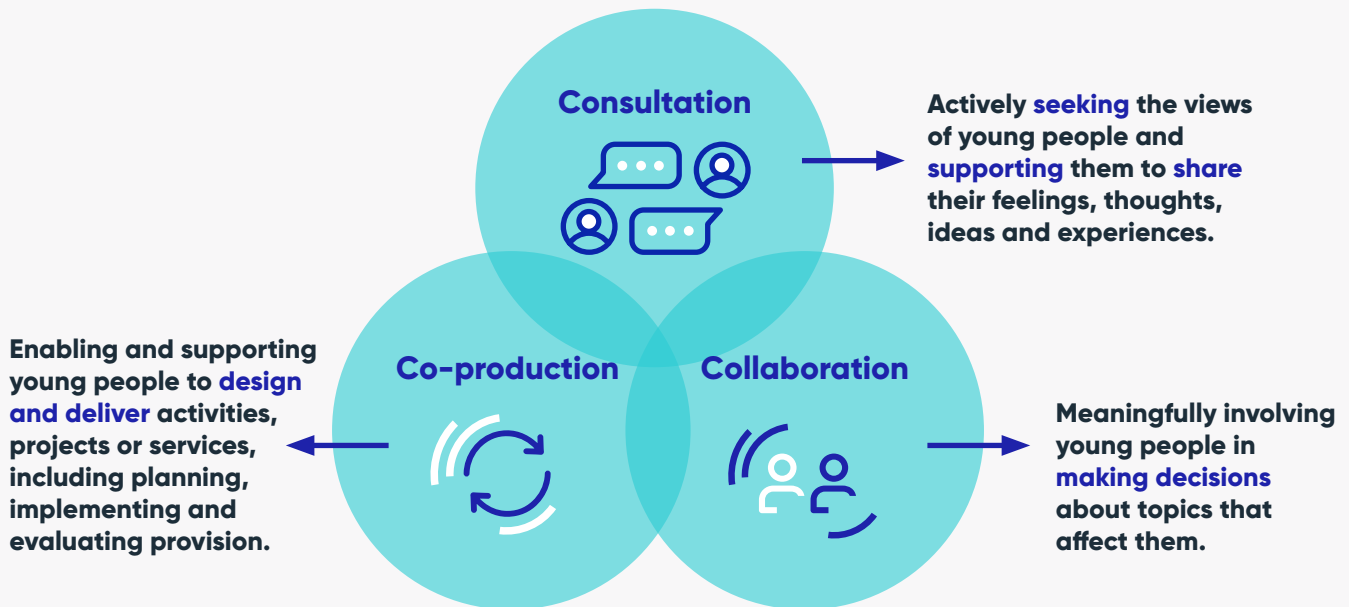 Consultation
Actively seeking the views
of young people and
supporting them to share
their feelings, thoughts,
ideas and experiences.
Co-production
Enabling and supporting
young people to design
and deliver activities,
projects or services,
including planning,
implementing and
evaluating provision.
Collaboration
Meaningfully involving
young people in
making decisions
about topics that
affect them.